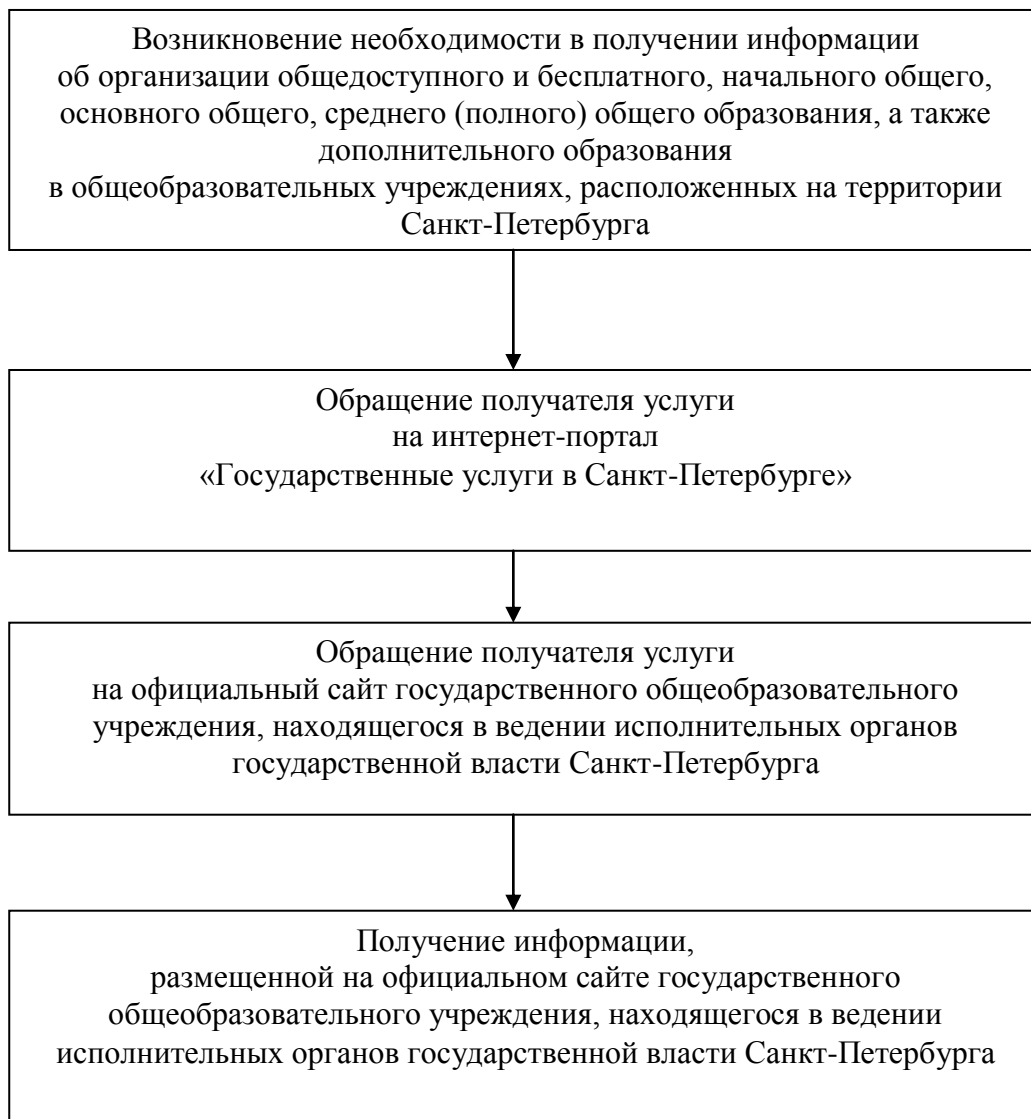 Возникновение необходимости в получении информации
об организации общедоступного и бесплатного, начального общего,
основного общего, среднего (полного) общего образования, а также
дополнительного образования
в общеобразовательных учреждениях, расположенных на территории
Санкт-Петербурга
Обращение получателя услуги
на интернет-портал
«Государственные услуги в Санкт-Петербурге»
Обращение получателя услуги
на официальный сайт государственного общеобразовательного
учреждения, находящегося в ведении исполнительных органов
государственной власти Санкт-Петербурга
Получение информации,
размещенной на официальном сайте государственного
общеобразовательного учреждения, находящегося в ведении
исполнительных органов государственной власти Санкт-Петербурга